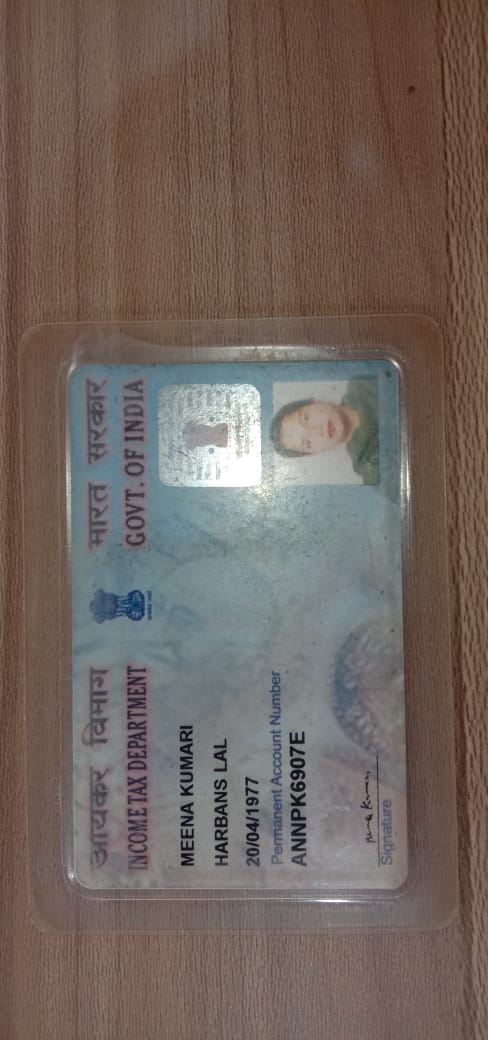 आयकर विभाग
INCOME TAX DEPARTMENT
भारत सरकार
GOVT. OF INDIA
MEENA KUMARI
HARBANS LAL
20/04/1977
Permanent Account Number
ANNPK6907E
Signature